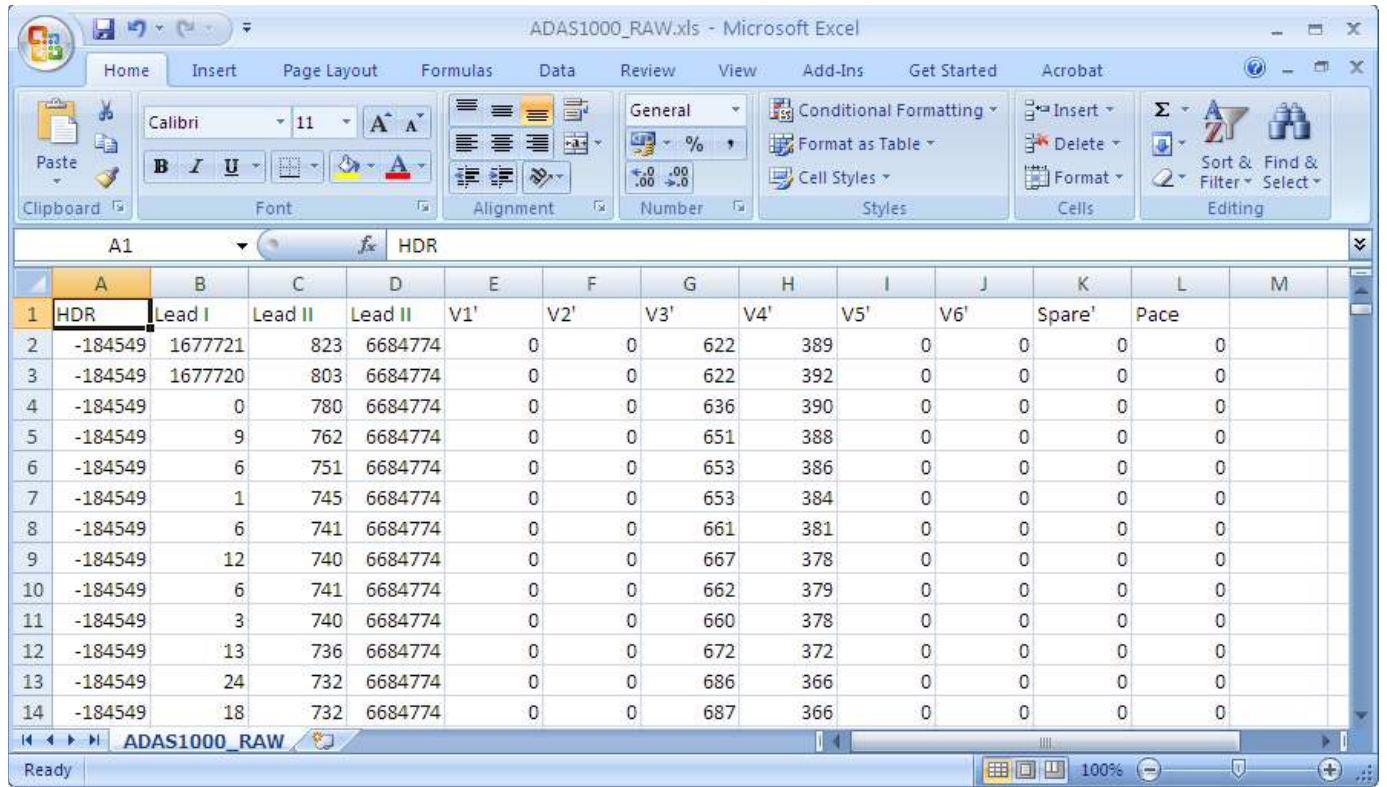 ADAS1000_RAW.xls - Microsoft Excel
Home Insert Page Layout Formulas Data Review View Add-Ins Get Started Acrobat
Paste
Calibri 11 A A
B I U A
General
% ,
.0 .00 .00 .0
Conditional Formatting
Format as Table
Cell Styles
Insert
Delete
Format
Σ
Sort & Filter
Find & Select
Clipboard Font Alignment Number Styles Cells Editing
A1 fx HDR
A B C D E F G H I J K L M
1 HDR Lead I Lead II Lead II V1' V2' V3' V4' V5' V6' Spare' Pace
2 -184549 1677721 823 6684774 0 0 622 389 0 0 0 0
3 -184549 1677720 803 6684774 0 0 622 392 0 0 0 0
4 -184549 0 780 6684774 0 0 636 390 0 0 0 0
5 -184549 9 762 6684774 0 0 651 388 0 0 0 0
6 -184549 6 751 6684774 0 0 653 386 0 0 0 0
7 -184549 1 745 6684774 0 0 653 384 0 0 0 0
8 -184549 6 741 6684774 0 0 661 381 0 0 0 0
9 -184549 12 740 6684774 0 0 667 378 0 0 0 0
10 -184549 6 741 6684774 0 0 662 379 0 0 0 0
11 -184549 3 740 6684774 0 0 660 378 0 0 0 0
12 -184549 13 736 6684774 0 0 672 372 0 0 0 0
13 -184549 24 732 6684774 0 0 686 366 0 0 0 0
14 -184549 18 732 6684774 0 0 687 366 0 0 0 0
ADAS1000_RAW
Ready 100%